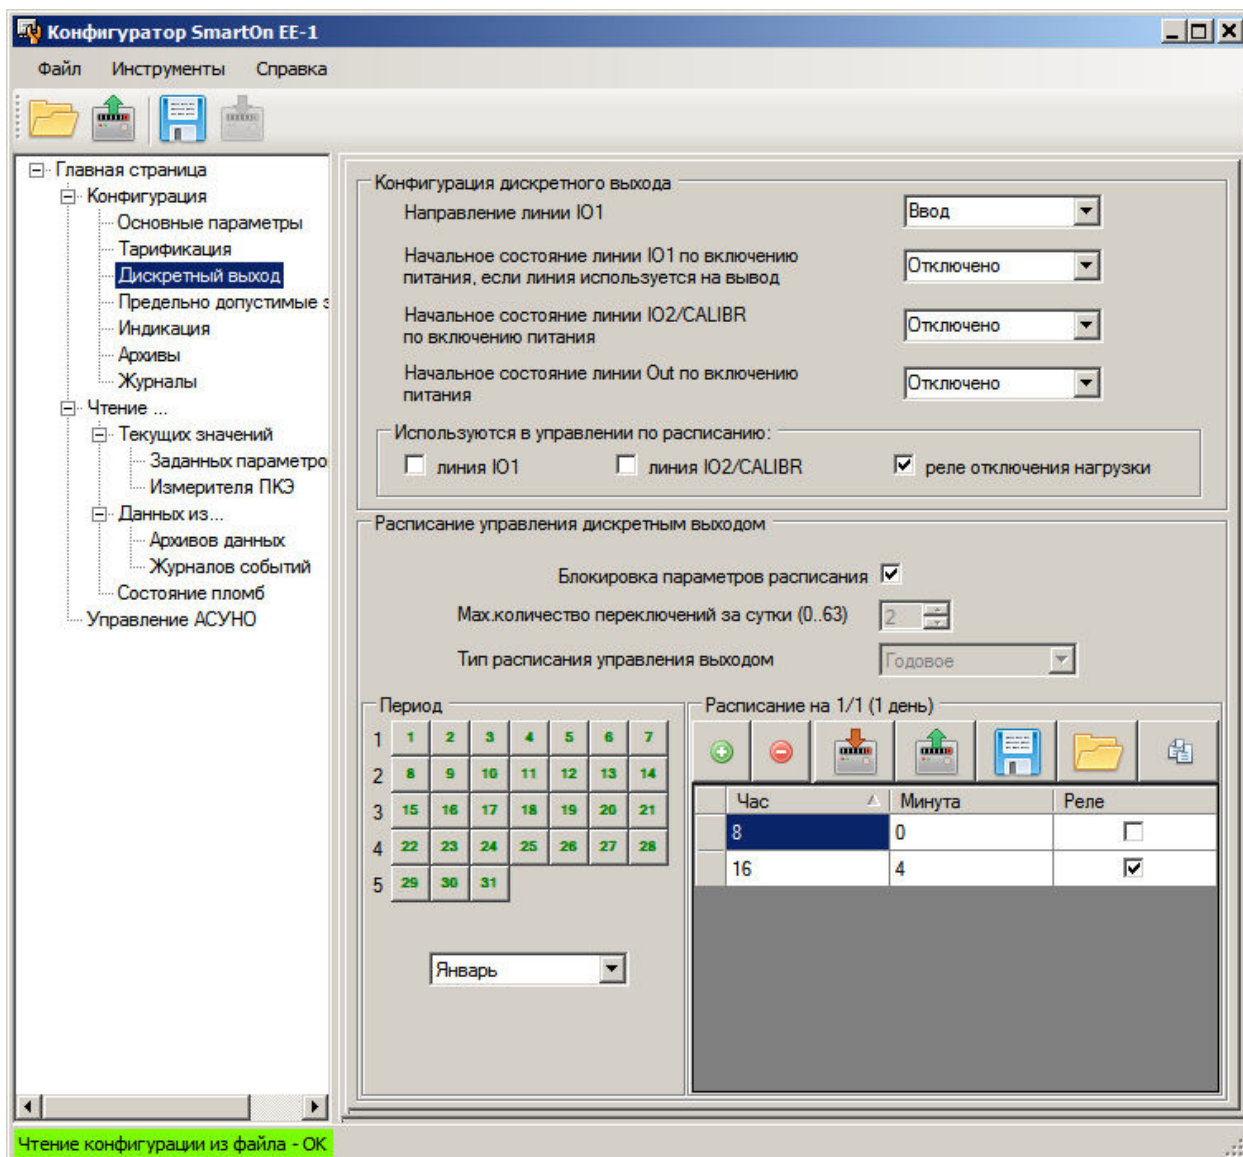 Конфигуратор SmartOn EE-1
Файл Инструменты Справка
Главная страница
Конфигурация
Основные параметры
Тарификация
Дискретный выход
Предельно допустимые з
Индикация
Архивы
Журналы
Чтение ...
Текущих значений
Заданных параметро
Измерителя ПКЭ
Данных из...
Архивов данных
Журналов событий
Состояние пломб
Управление АСУНО
Конфигурация дискретного выхода
Направление линии IO1
Ввод
Начальное состояние линии IO1 по включению
питания, если линия используется на вывод
Отключено
Начальное состояние линии IO2/CALIBR
по включению питания
Отключено
Начальное состояние линии Out по включению
питания
Отключено
Используются в управлении по расписанию:
линия IO1 линия IO2/CALIBR реле отключения нагрузки
Расписание управления дискретным выходом
Блокировка параметров расписания
Мах.количество переключений за сутки (0..63) 2
Тип расписания управления выходом Годовое
Период
1 1 2 3 4 5 6 7
2 8 9 10 11 12 13 14
3 15 16 17 18 19 20 21
4 22 23 24 25 26 27 28
5 29 30 31
Январь
Расписание на 1/1 (1 день)
Час Минута Реле
8 0
16 4
Чтение конфигурации из файла - OK